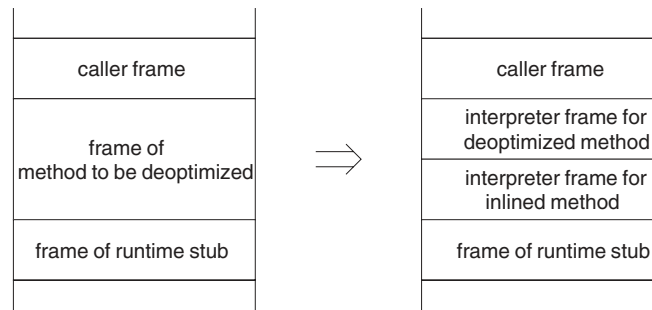 caller frame
frame of
method to be deoptimized
frame of runtime stub
caller frame
interpreter frame for
deoptimized method
interpreter frame for
inlined method
frame of runtime stub